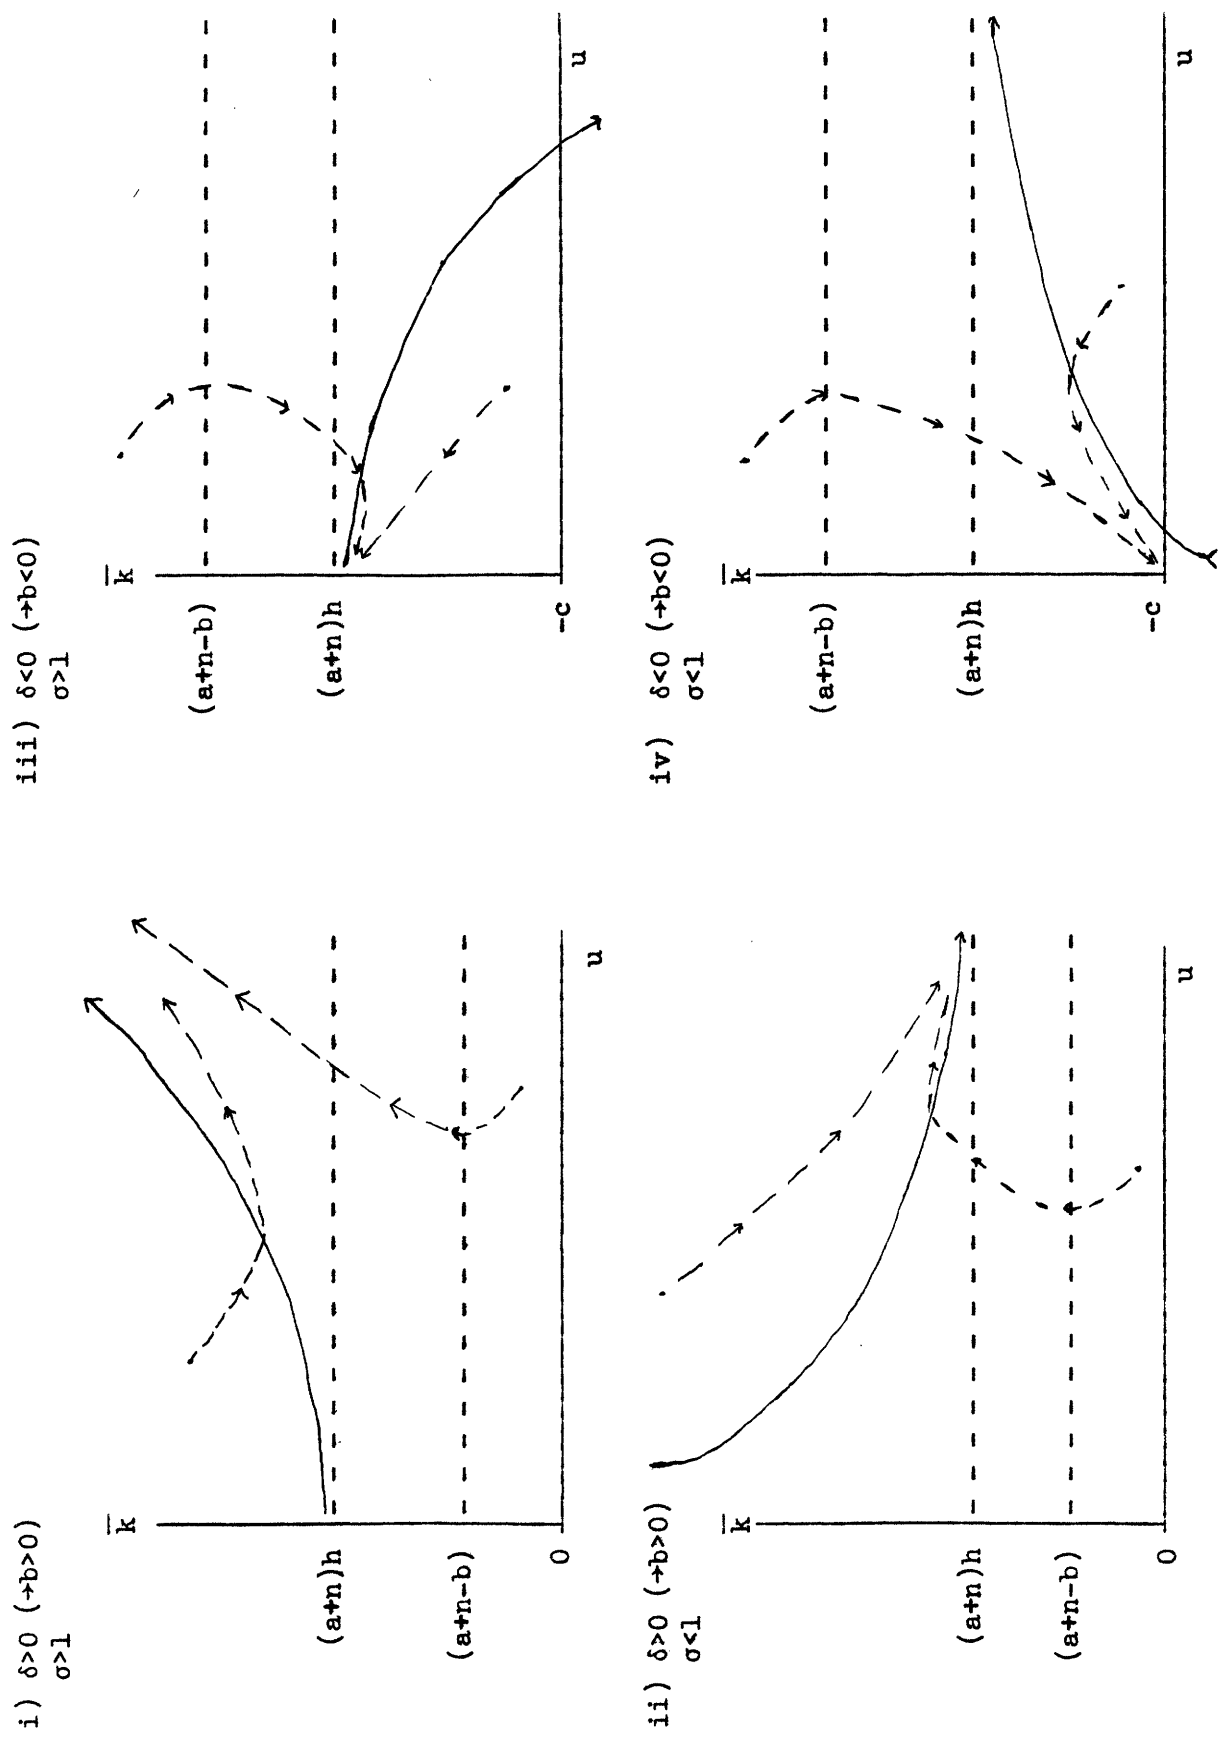 i) δ>0 (→b>0)
σ>1
k̅
(a+n)h
(a+n-b)
0
u
ii) δ>0 (→b>0)
σ<1
k̅
(a+n)h
(a+n-b)
0
u
iii) δ<0 (→b<0)
σ>1
k̅
(a+n-b)
(a+n)h
-c
u
iv) δ<0 (→b<0)
σ<1
k̅
(a+n-b)
(a+n)h
-c
u